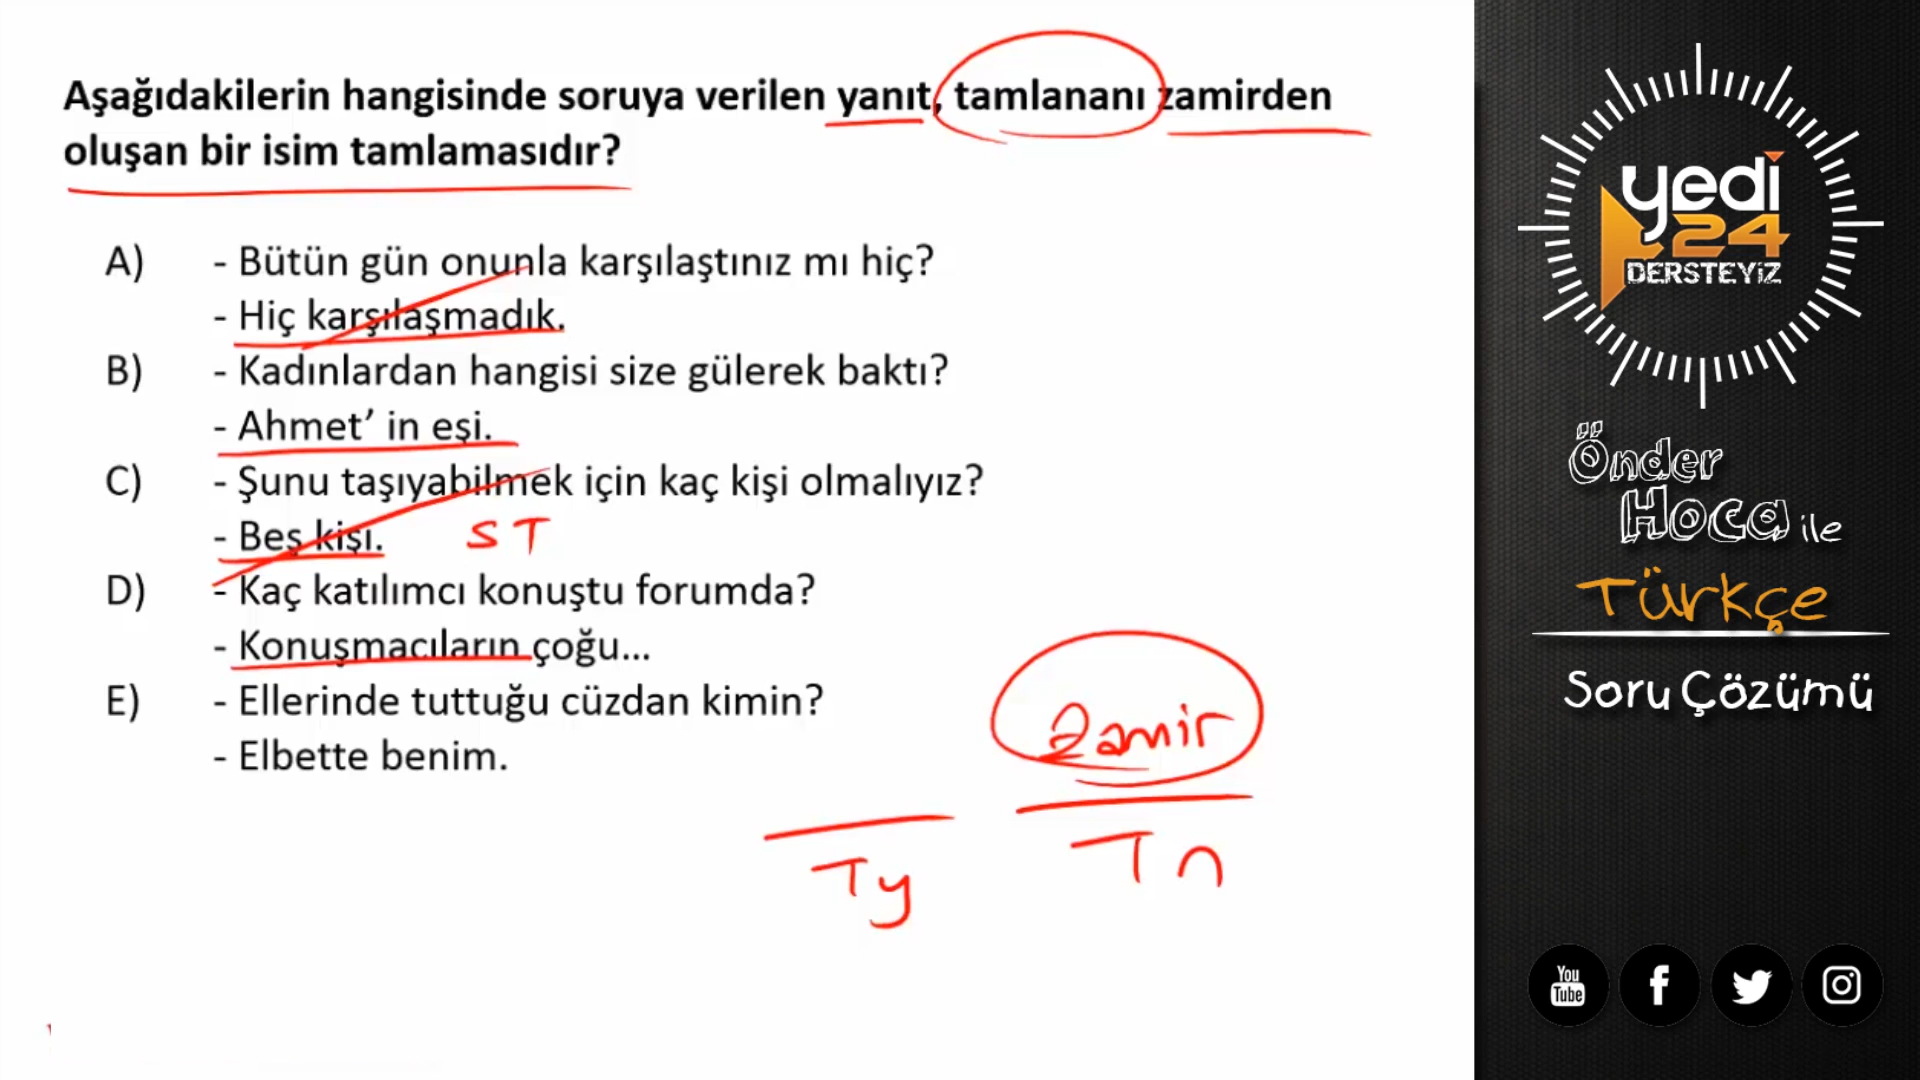 Aşağıdakilerin hangisinde soruya verilen yanıt, tamlananı zamirden
oluşan bir isim tamlamasıdır?
A) - Bütün gün onunla karşılaştınız mı hiç?
- Hiç karşılaşmadık.
B) - Kadınlardan hangisi size gülerek baktı?
- Ahmet’ in eşi.
C) - Şunu taşıyabilmek için kaç kişi olmalıyız?
- Beş kişi. ST
D) - Kaç katılımcı konuştu forumda?
- Konuşmacıların çoğu...
E) - Ellerinde tuttuğu cüzdan kimin?
- Elbette benim.
zamir
Ty Tn
yedi
24
DERSTEYİZ
Önder
Hoca ile
Türkçe
Soru Çözümü
You
Tube